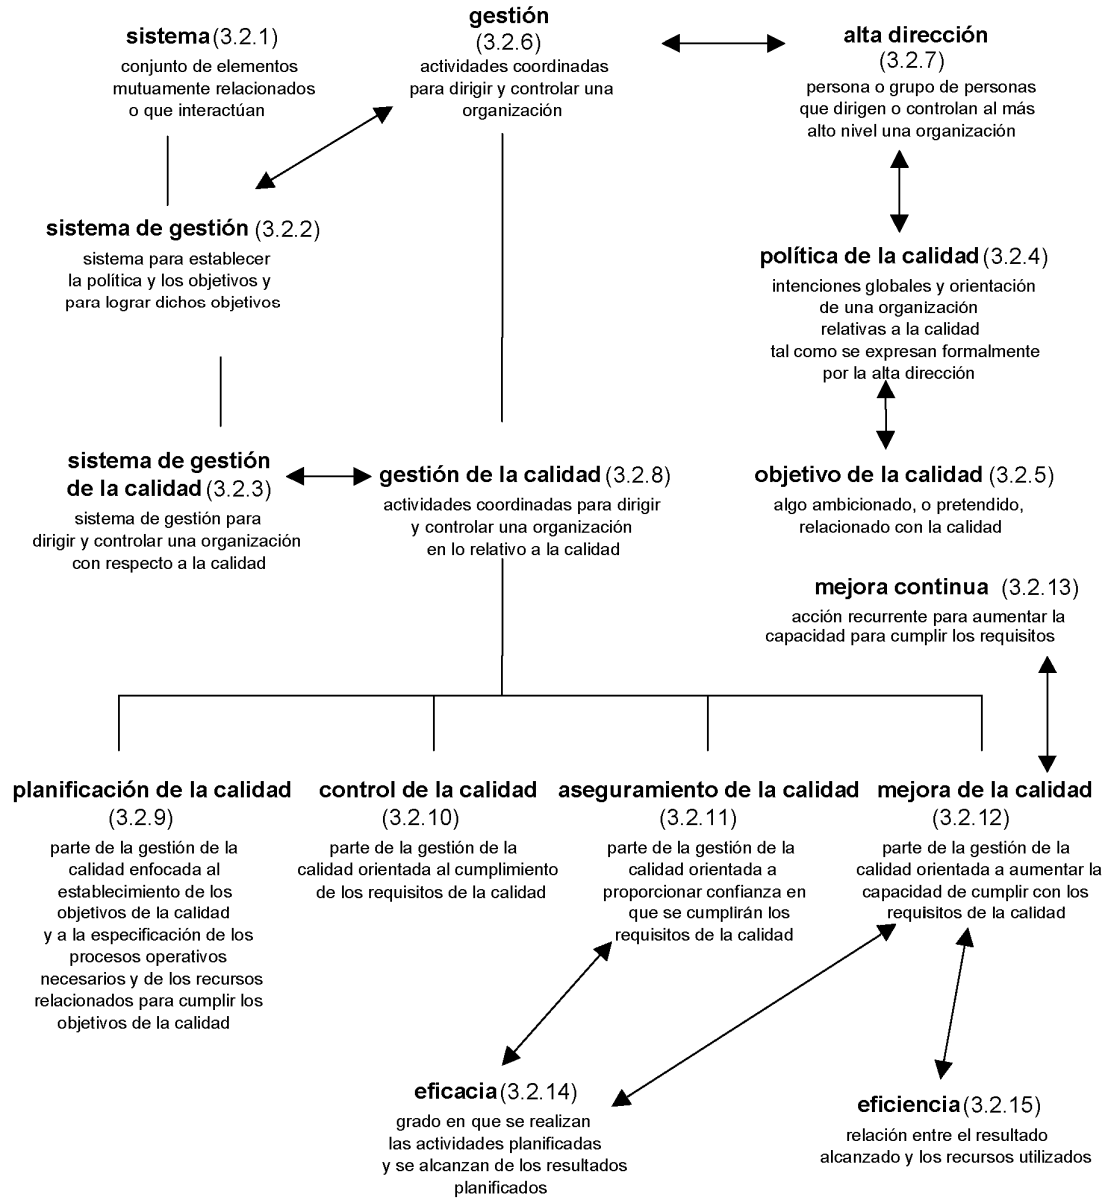 sistema (3.2.1)
conjunto de elementos
mutuamente relacionados
o que interactúan
gestión
(3.2.6)
actividades coordinadas
para dirigir y controlar una
organización
alta dirección
(3.2.7)
persona o grupo de personas
que dirigen o controlan al más
alto nivel una organización
sistema de gestión (3.2.2)
sistema para establecer
la política y los objetivos y
para lograr dichos objetivos
política de la calidad (3.2.4)
intenciones globales y orientación
de una organización
relativas a la calidad
tal como se expresan formalmente
por la alta dirección
sistema de gestión
de la calidad (3.2.3)
sistema de gestión para
dirigir y controlar una organización
con respecto a la calidad
gestión de la calidad (3.2.8)
actividades coordinadas para dirigir
y controlar una organización
en lo relativo a la calidad
objetivo de la calidad (3.2.5)
algo ambicionado, o pretendido,
relacionado con la calidad
mejora continua (3.2.13)
acción recurrente para aumentar la
capacidad para cumplir los requisitos
planificación de la calidad
(3.2.9)
parte de la gestión de la
calidad enfocada al
establecimiento de los
objetivos de la calidad
y a la especificación de los
procesos operativos
necesarios y de los recursos
relacionados para cumplir los
objetivos de la calidad
control de la calidad
(3.2.10)
parte de la gestión de la
calidad orientada al cumplimiento
de los requisitos de la calidad
aseguramiento de la calidad
(3.2.11)
parte de la gestión de la
calidad orientada a
proporcionar confianza en
que se cumplirán los
requisitos de la calidad
mejora de la calidad
(3.2.12)
parte de la gestión de la
calidad orientada a aumentar la
capacidad de cumplir con los
requisitos de la calidad
eficacia (3.2.14)
grado en que se realizan
las actividades planificadas
y se alcanzan de los resultados
planificados
eficiencia (3.2.15)
relación entre el resultado
alcanzado y los recursos utilizados